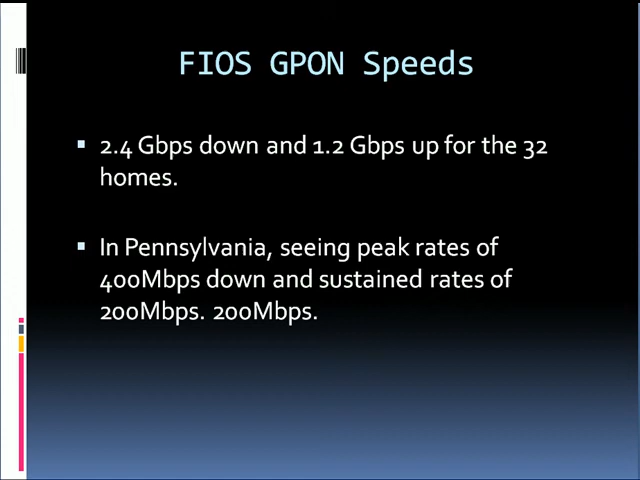 FIOS GPON Speeds
2.4 Gbps down and 1.2 Gbps up for the 32
homes.
In Pennsylvania, seeing peak rates of
400Mbps down and sustained rates of
200Mbps. 200Mbps.